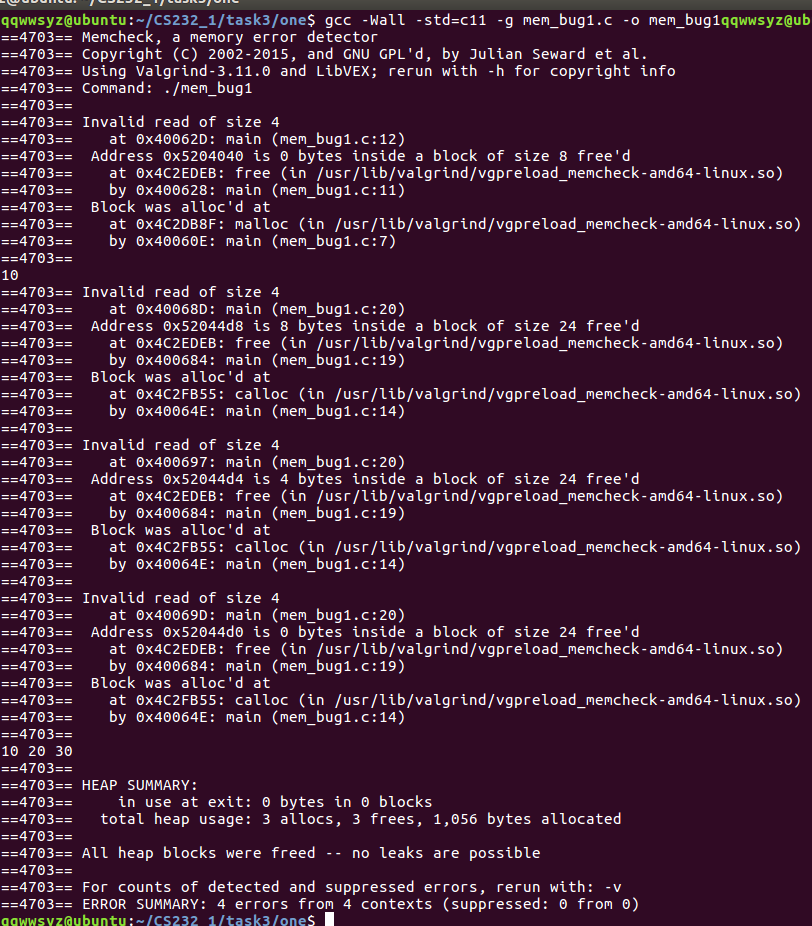 qqwwsyz@ubuntu:~/CS232_1/task3/one$ gcc -Wall -std=c11 -g mem_bug1.c -o mem_bug1qqwwsyz@ub
==4703== Memcheck, a memory error detector
==4703== Copyright (C) 2002-2015, and GNU GPL'd, by Julian Seward et al.
==4703== Using Valgrind-3.11.0 and LibVEX; rerun with -h for copyright info
==4703== Command: ./mem_bug1
==4703==
==4703== Invalid read of size 4
==4703==    at 0x40062D: main (mem_bug1.c:12)
==4703==  Address 0x5204040 is 0 bytes inside a block of size 8 free'd
==4703==    at 0x4C2EDEB: free (in /usr/lib/valgrind/vgpreload_memcheck-amd64-linux.so)
==4703==    by 0x400628: main (mem_bug1.c:11)
==4703==  Block was alloc'd at
==4703==    at 0x4C2DB8F: malloc (in /usr/lib/valgrind/vgpreload_memcheck-amd64-linux.so)
==4703==    by 0x40060E: main (mem_bug1.c:7)
==4703==
10
==4703== Invalid read of size 4
==4703==    at 0x40068D: main (mem_bug1.c:20)
==4703==  Address 0x52044d8 is 8 bytes inside a block of size 24 free'd
==4703==    at 0x4C2EDEB: free (in /usr/lib/valgrind/vgpreload_memcheck-amd64-linux.so)
==4703==    by 0x400684: main (mem_bug1.c:19)
==4703==  Block was alloc'd at
==4703==    at 0x4C2FB55: calloc (in /usr/lib/valgrind/vgpreload_memcheck-amd64-linux.so)
==4703==    by 0x40064E: main (mem_bug1.c:14)
==4703==
==4703== Invalid read of size 4
==4703==    at 0x400697: main (mem_bug1.c:20)
==4703==  Address 0x52044d4 is 4 bytes inside a block of size 24 free'd
==4703==    at 0x4C2EDEB: free (in /usr/lib/valgrind/vgpreload_memcheck-amd64-linux.so)
==4703==    by 0x400684: main (mem_bug1.c:19)
==4703==  Block was alloc'd at
==4703==    at 0x4C2FB55: calloc (in /usr/lib/valgrind/vgpreload_memcheck-amd64-linux.so)
==4703==    by 0x40064E: main (mem_bug1.c:14)
==4703==
==4703== Invalid read of size 4
==4703==    at 0x40069D: main (mem_bug1.c:20)
==4703==  Address 0x52044d0 is 0 bytes inside a block of size 24 free'd
==4703==    at 0x4C2EDEB: free (in /usr/lib/valgrind/vgpreload_memcheck-amd64-linux.so)
==4703==    by 0x400684: main (mem_bug1.c:19)
==4703==  Block was alloc'd at
==4703==    at 0x4C2FB55: calloc (in /usr/lib/valgrind/vgpreload_memcheck-amd64-linux.so)
==4703==    by 0x40064E: main (mem_bug1.c:14)
==4703==
10 20 30
==4703==
==4703== HEAP SUMMARY:
==4703==     in use at exit: 0 bytes in 0 blocks
==4703==   total heap usage: 3 allocs, 3 frees, 1,056 bytes allocated
==4703==
==4703== All heap blocks were freed -- no leaks are possible
==4703==
==4703== For counts of detected and suppressed errors, rerun with: -v
==4703== ERROR SUMMARY: 4 errors from 4 contexts (suppressed: 0 from 0)
qqwwsyz@ubuntu:~/CS232_1/task3/one$